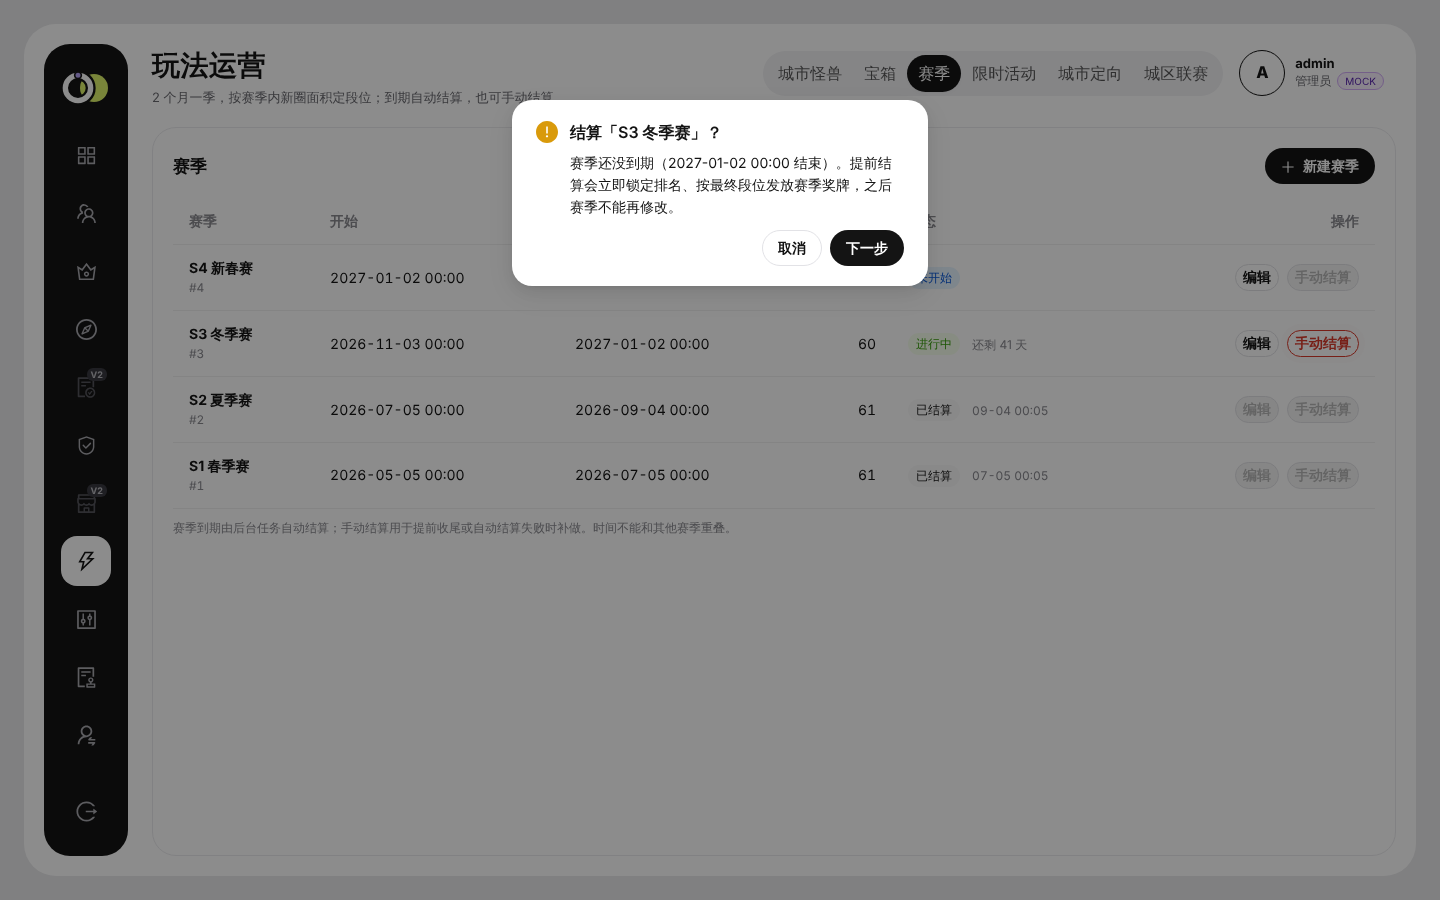 玩法运营
2 个月一季，按赛季内新圈面积定段位；到期自动结算，也可手动结算
城市怪兽 宝箱 赛季 限时活动 城市定向 城区联赛
A
admin
管理员 MOCK
V2
V2
结算「S3 冬季赛」？
赛季还没到期（2027-01-02 00:00 结束）。提前结
算会立即锁定排名、按最终段位发放赛季奖牌，之后
赛季不能再修改。
取消 下一步
赛季
新建赛季
赛季 开始 态 操作
S4 新春赛
#4
2027-01-02 00:00 开始 编辑 手动结算
S3 冬季赛
#3
2026-11-03 00:00 2027-01-02 00:00 60 进行中 还剩 41 天 编辑 手动结算
S2 夏季赛
#2
2026-07-05 00:00 2026-09-04 00:00 61 已结算 09-04 00:05 编辑 手动结算
S1 春季赛
#1
2026-05-05 00:00 2026-07-05 00:00 61 已结算 07-05 00:05 编辑 手动结算
赛季到期由后台任务自动结算；手动结算用于提前收尾或自动结算失败时补做。时间不能和其他赛季重叠。